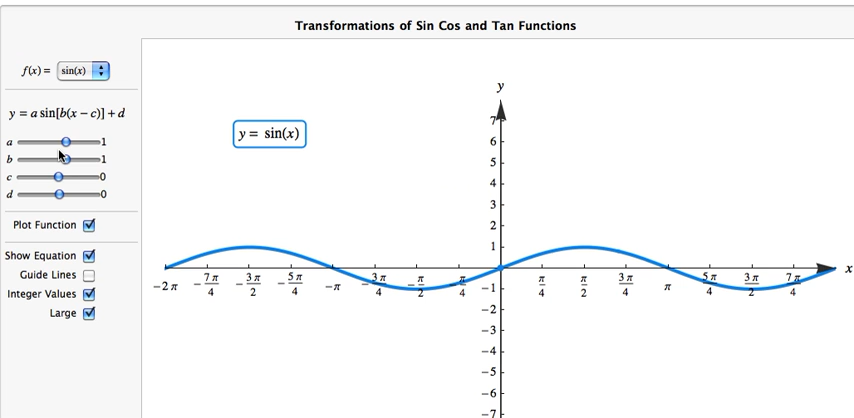 Transformations of Sin Cos and Tan Functions
f(x) = sin(x)
y = a sin[b(x − c)] + d
a 1
b 1
c 0
d 0
Plot Function
Show Equation
Guide Lines
Integer Values
Large
y = sin(x)
y
7
6
5
4
3
2
1
−1
−2
−3
−4
−5
−6
−7
−2π −7π/4 −3π/2 −5π/4 −π −3π/4 −π/2 −π/4 π/4 π/2 3π/4 π 5π/4 3π/2 7π/4
x